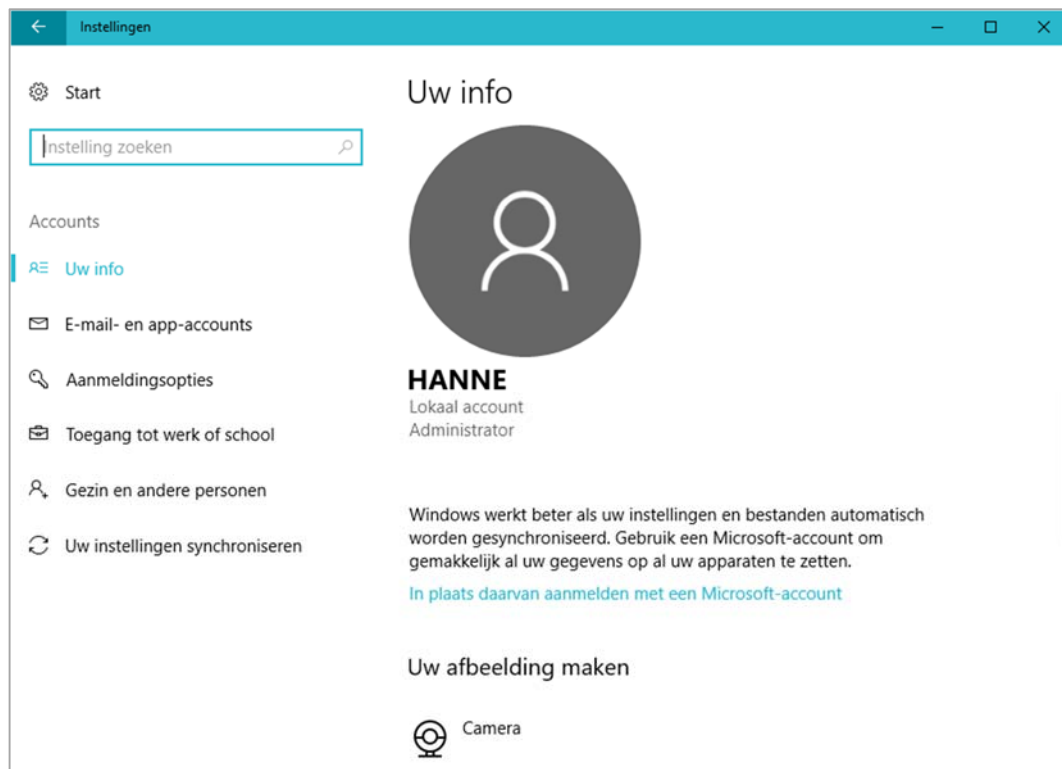 Instellingen
Start
Instelling zoeken
Accounts
Uw info
E-mail- en app-accounts
Aanmeldingsopties
Toegang tot werk of school
Gezin en andere personen
Uw instellingen synchroniseren
Uw info
HANNE
Lokaal account
Administrator
Windows werkt beter als uw instellingen en bestanden automatisch
worden gesynchroniseerd. Gebruik een Microsoft-account om
gemakkelijk al uw gegevens op al uw apparaten te zetten.
In plaats daarvan aanmelden met een Microsoft-account
Uw afbeelding maken
Camera